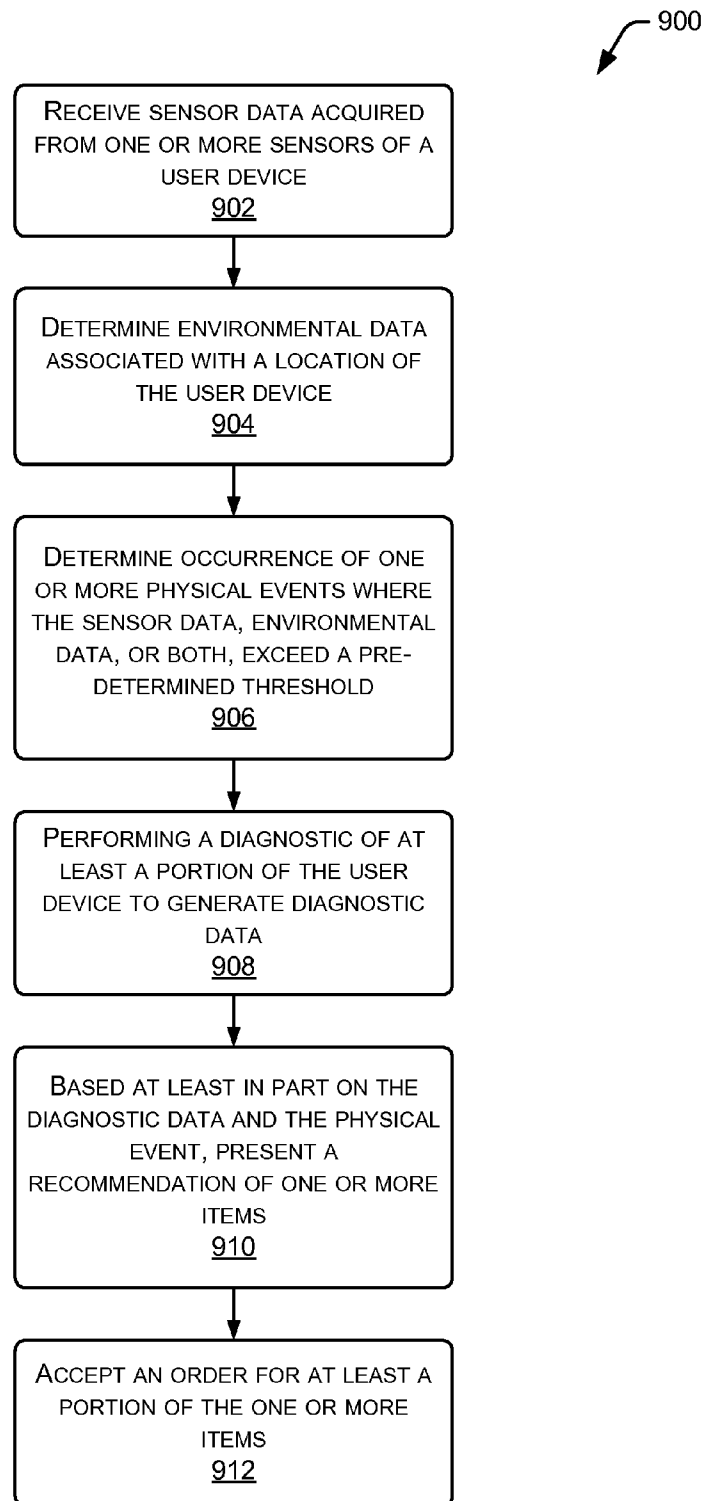 900
RECEIVE SENSOR DATA ACQUIRED
FROM ONE OR MORE SENSORS OF A
USER DEVICE
902
DETERMINE ENVIRONMENTAL DATA
ASSOCIATED WITH A LOCATION OF
THE USER DEVICE
904
DETERMINE OCCURRENCE OF ONE
OR MORE PHYSICAL EVENTS WHERE
THE SENSOR DATA, ENVIRONMENTAL
DATA, OR BOTH, EXCEED A PRE-
DETERMINED THRESHOLD
906
PERFORMING A DIAGNOSTIC OF AT
LEAST A PORTION OF THE USER
DEVICE TO GENERATE DIAGNOSTIC
DATA
908
BASED AT LEAST IN PART ON THE
DIAGNOSTIC DATA AND THE PHYSICAL
EVENT, PRESENT A
RECOMMENDATION OF ONE OR MORE
ITEMS
910
ACCEPT AN ORDER FOR AT LEAST A
PORTION OF THE ONE OR MORE
ITEMS
912